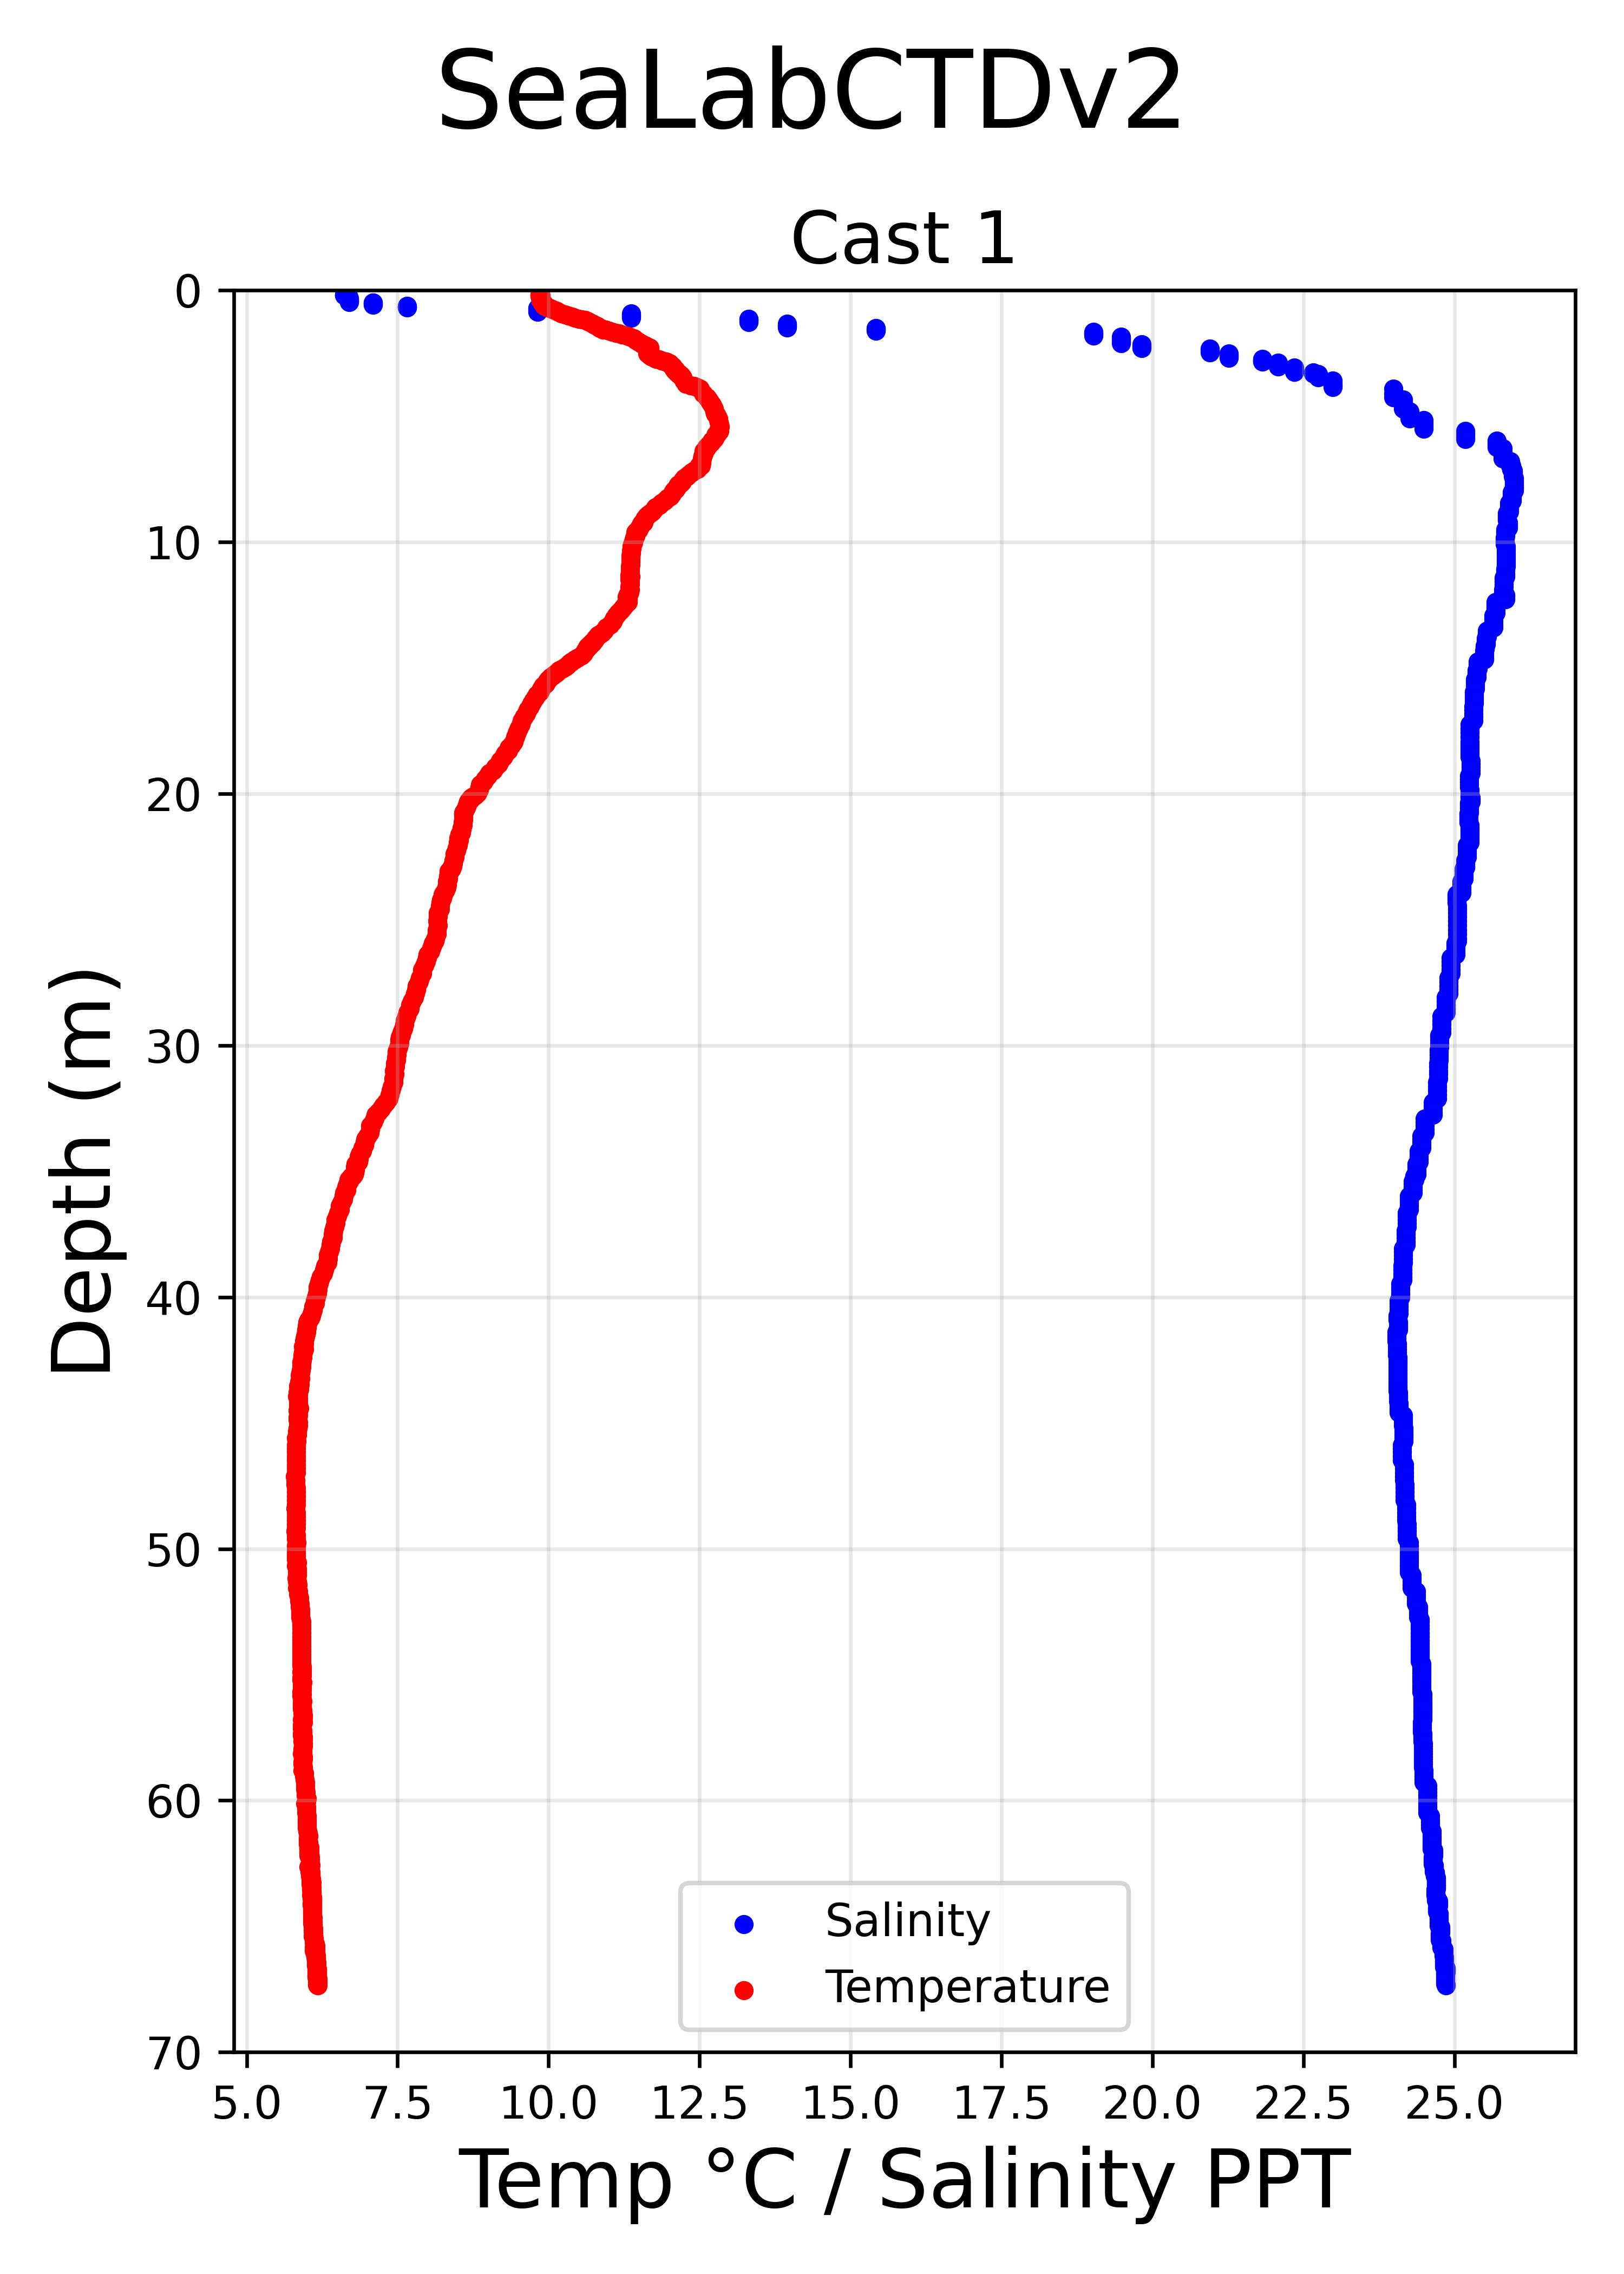 SeaLabCTDv2
Cast 1
0
10
20
30
40
50
60
70
Depth (m)
Salinity
Temperature
5.0 7.5 10.0 12.5 15.0 17.5 20.0 22.5 25.0
Temp °C / Salinity PPT